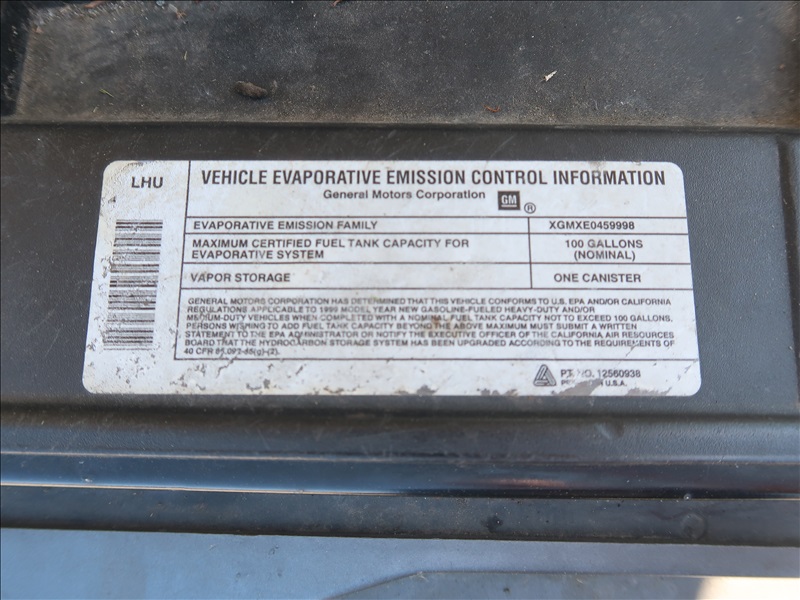 LHU
VEHICLE EVAPORATIVE EMISSION CONTROL INFORMATION
General Motors Corporation GM ®
EVAPORATIVE EMISSION FAMILY XGMXE0459998
MAXIMUM CERTIFIED FUEL TANK CAPACITY FOR 100 GALLONS
EVAPORATIVE SYSTEM (NOMINAL)
VAPOR STORAGE ONE CANISTER
GENERAL MOTORS CORPORATION HAS DETERMINED THAT THIS VEHICLE CONFORMS TO U.S. EPA AND/OR CALIFORNIA
REGULATIONS APPLICABLE TO 1999 MODEL YEAR NEW GASOLINE-FUELED HEAVY-DUTY AND/OR
MEDIUM-DUTY VEHICLES WHEN COMPLETED WITH A NOMINAL FUEL TANK CAPACITY NOT TO EXCEED 100 GALLONS.
PERSONS WISHING TO ADD FUEL TANK CAPACITY BEYOND THE ABOVE MAXIMUM MUST SUBMIT A WRITTEN
STATEMENT TO THE EPA ADMINISTRATOR OR NOTIFY THE EXECUTIVE OFFICER OF THE CALIFORNIA AIR RESOURCES
BOARD THAT THE HYDROCARBON STORAGE SYSTEM HAS BEEN UPGRADED ACCORDING TO THE REQUIREMENTS OF
40 CFR (g)-(2).
PT. NO. 12560938
IN U.S.A.